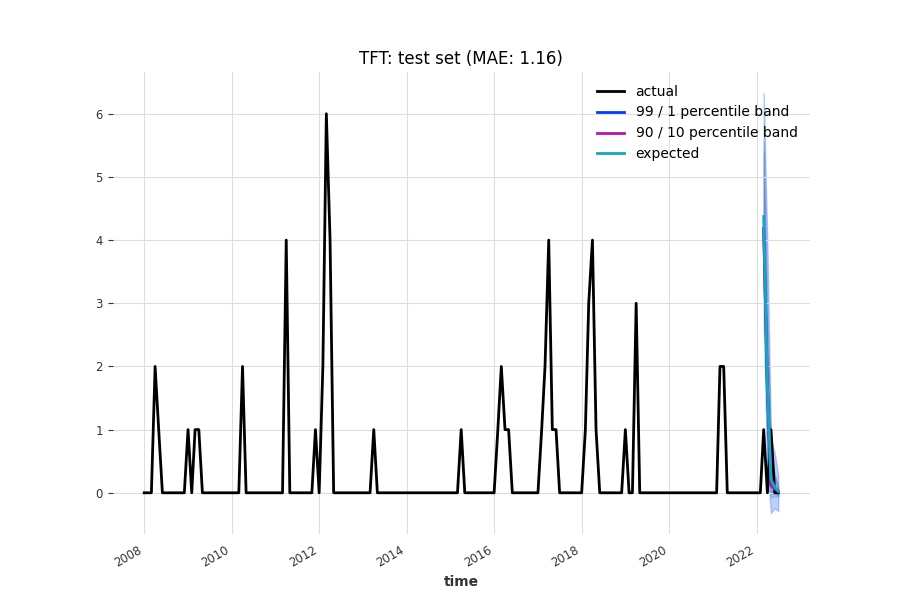 TFT: test set (MAE: 1.16)
actual
99 / 1 percentile band
90 / 10 percentile band
expected
6
5
4
3
2
1
0
2008 2010 2012 2014 2016 2018 2020 2022
time